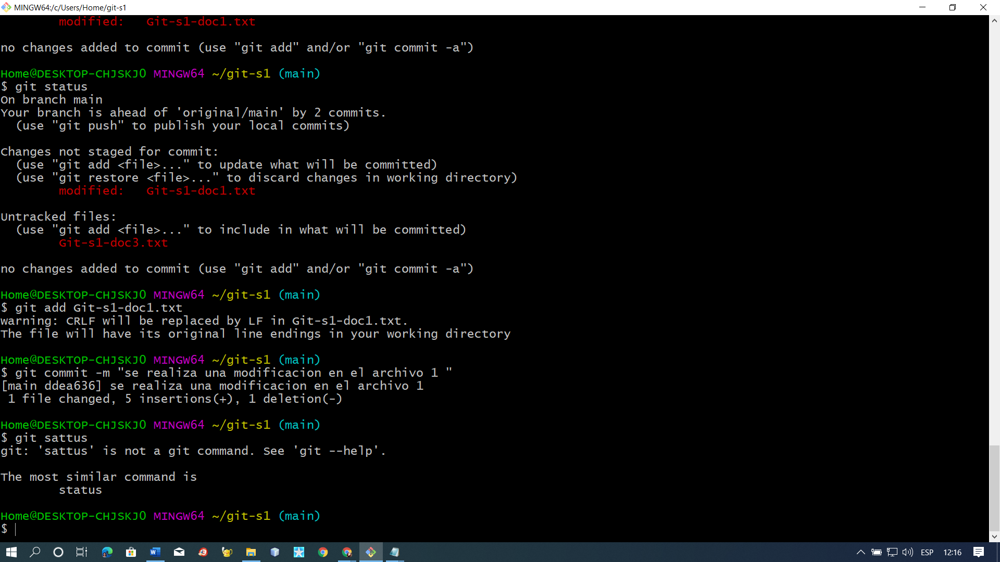 MINGW64:/c/Users/Home/git-s1
modified:   Git-s1-doc1.txt
no changes added to commit (use "git add" and/or "git commit -a")
Home@DESKTOP-CHJSKJO MINGW64 ~/git-s1 (main)
$ git status
On branch main
Your branch is ahead of 'original/main' by 2 commits.
  (use "git push" to publish your local commits)
Changes not staged for commit:
  (use "git add <file>..." to update what will be committed)
  (use "git restore <file>..." to discard changes in working directory)
        modified:   Git-s1-doc1.txt
Untracked files:
  (use "git add <file>..." to include in what will be committed)
        Git-s1-doc3.txt
no changes added to commit (use "git add" and/or "git commit -a")
Home@DESKTOP-CHJSKJO MINGW64 ~/git-s1 (main)
$ git add Git-s1-doc1.txt
warning: CRLF will be replaced by LF in Git-s1-doc1.txt.
The file will have its original line endings in your working directory
Home@DESKTOP-CHJSKJO MINGW64 ~/git-s1 (main)
$ git commit -m "se realiza una modificacion en el archivo 1 "
[main ddea636] se realiza una modificacion en el archivo 1
 1 file changed, 5 insertions(+), 1 deletion(-)
Home@DESKTOP-CHJSKJO MINGW64 ~/git-s1 (main)
$ git sattus
git: 'sattus' is not a git command. See 'git --help'.
The most similar command is
        status
Home@DESKTOP-CHJSKJO MINGW64 ~/git-s1 (main)
$
ESP 12:16